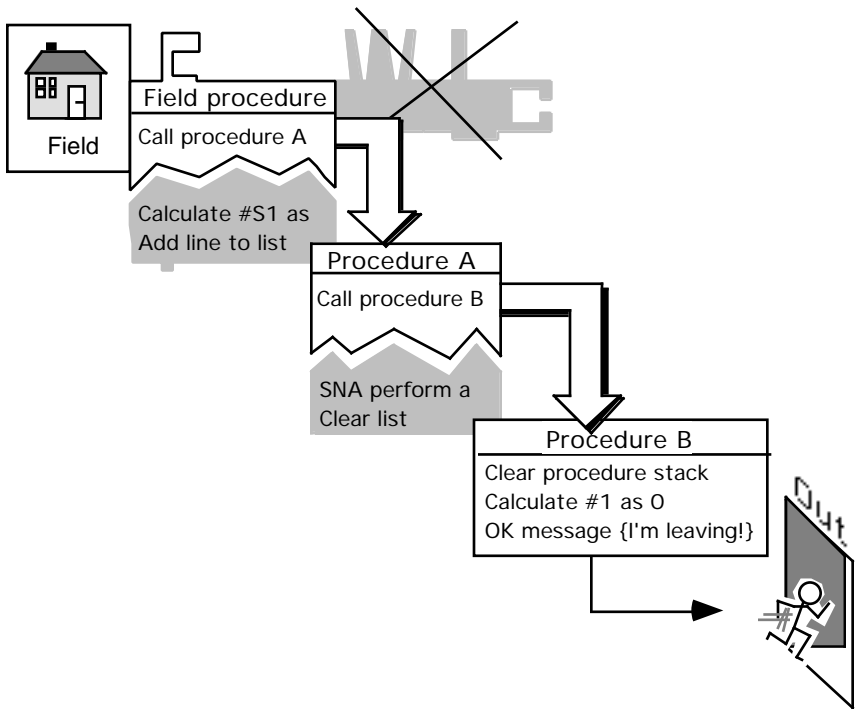 Field
Field procedure
Call procedure A
Calculate #S1 as
Add line to list
Procedure A
Call procedure B
SNA perform a
Clear list
Procedure B
Clear procedure stack
Calculate #1 as 0
OK message {I'm leaving!}
Out